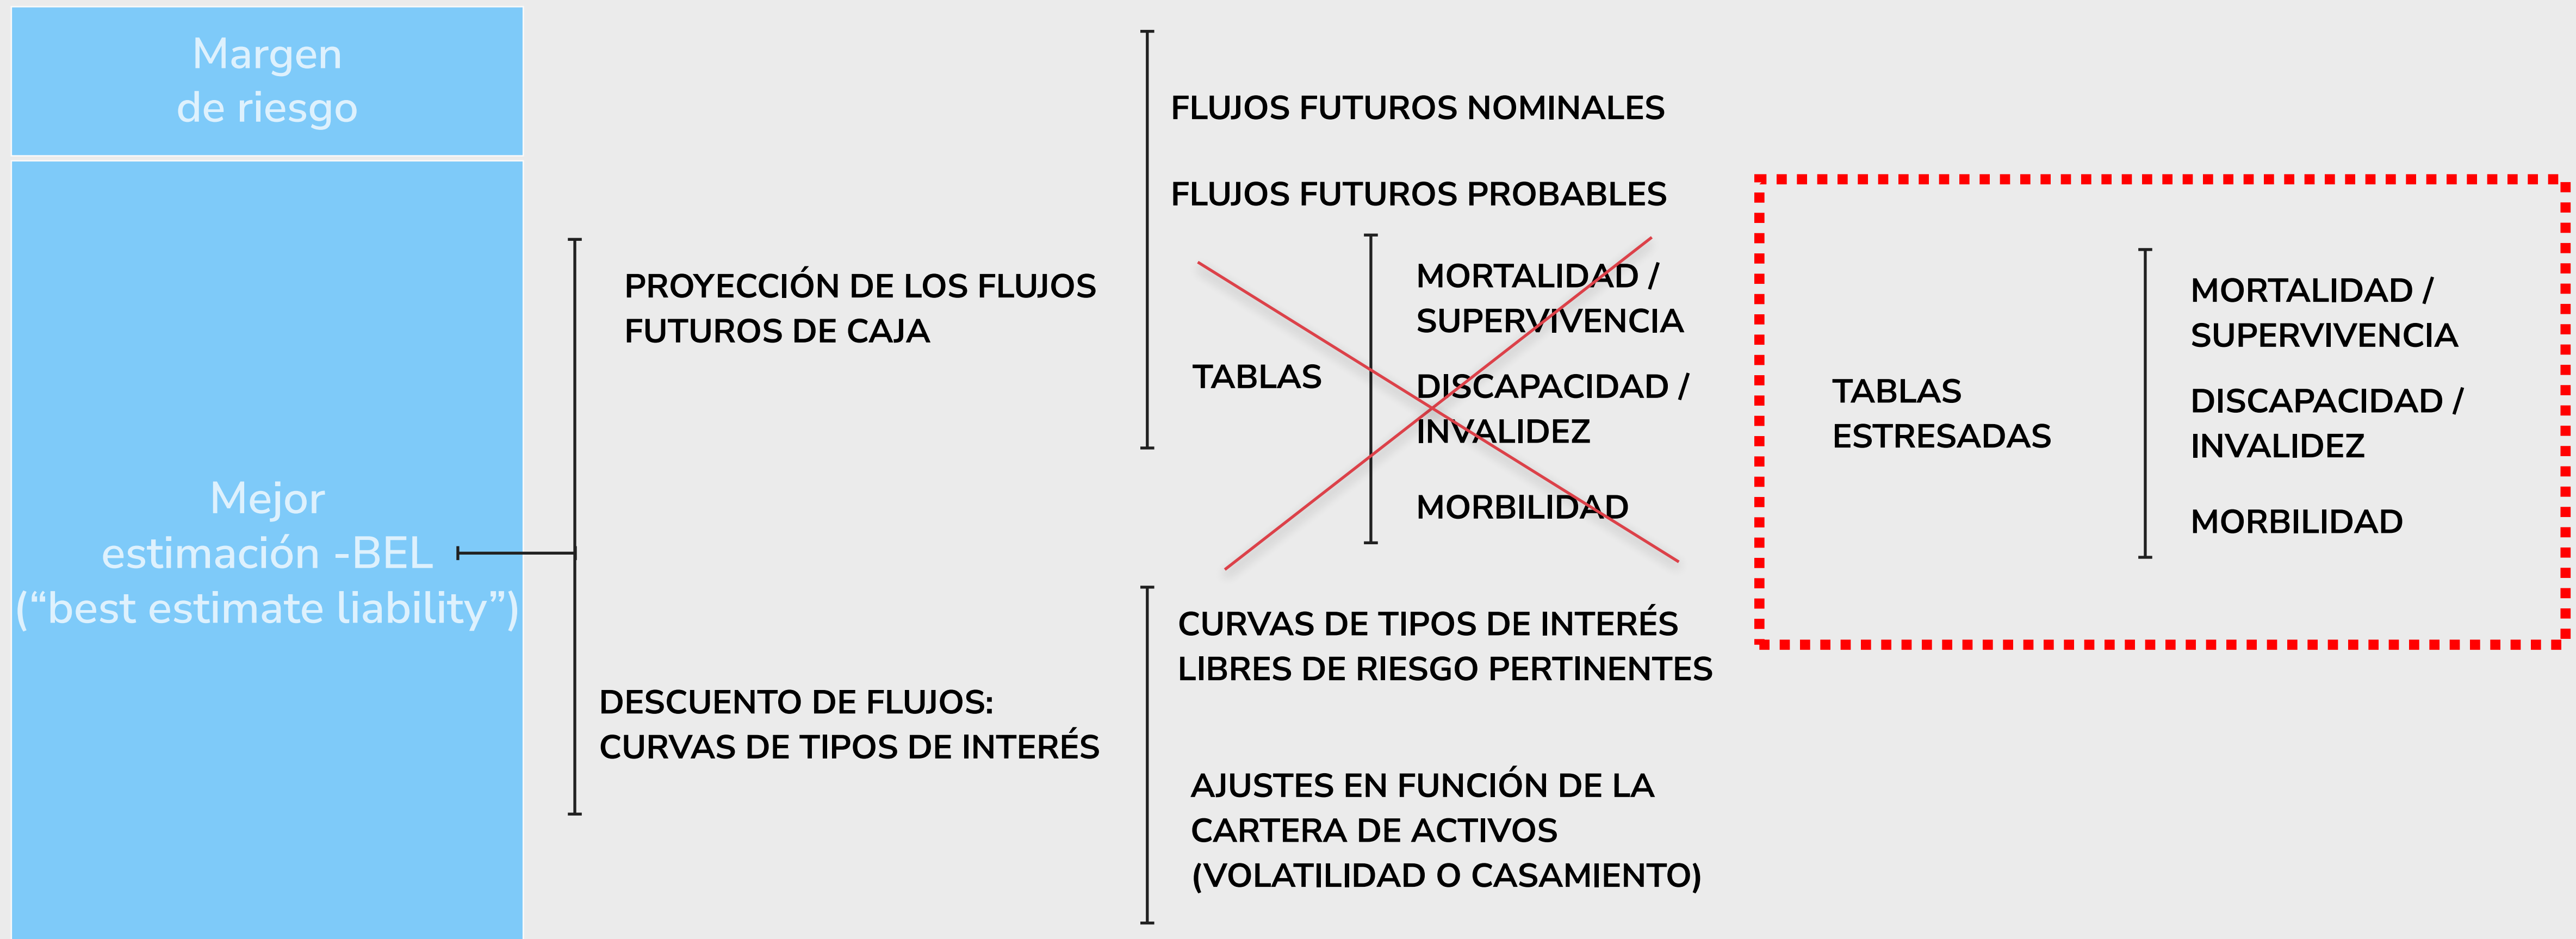 Margen
de riesgo
Mejor
estimación -BEL
(“best estimate liability”)
PROYECCIÓN DE LOS FLUJOS
FUTUROS DE CAJA
DESCUENTO DE FLUJOS:
CURVAS DE TIPOS DE INTERÉS
FLUJOS FUTUROS NOMINALES
FLUJOS FUTUROS PROBABLES
TABLAS
MORTALIDAD /
SUPERVIVENCIA
DISCAPACIDAD /
INVALIDEZ
MORBILIDAD
CURVAS DE TIPOS DE INTERÉS
LIBRES DE RIESGO PERTINENTES
AJUSTES EN FUNCIÓN DE LA
CARTERA DE ACTIVOS
(VOLATILIDAD O CASAMIENTO)
TABLAS
ESTRESADAS
MORTALIDAD /
SUPERVIVENCIA
DISCAPACIDAD /
INVALIDEZ
MORBILIDAD